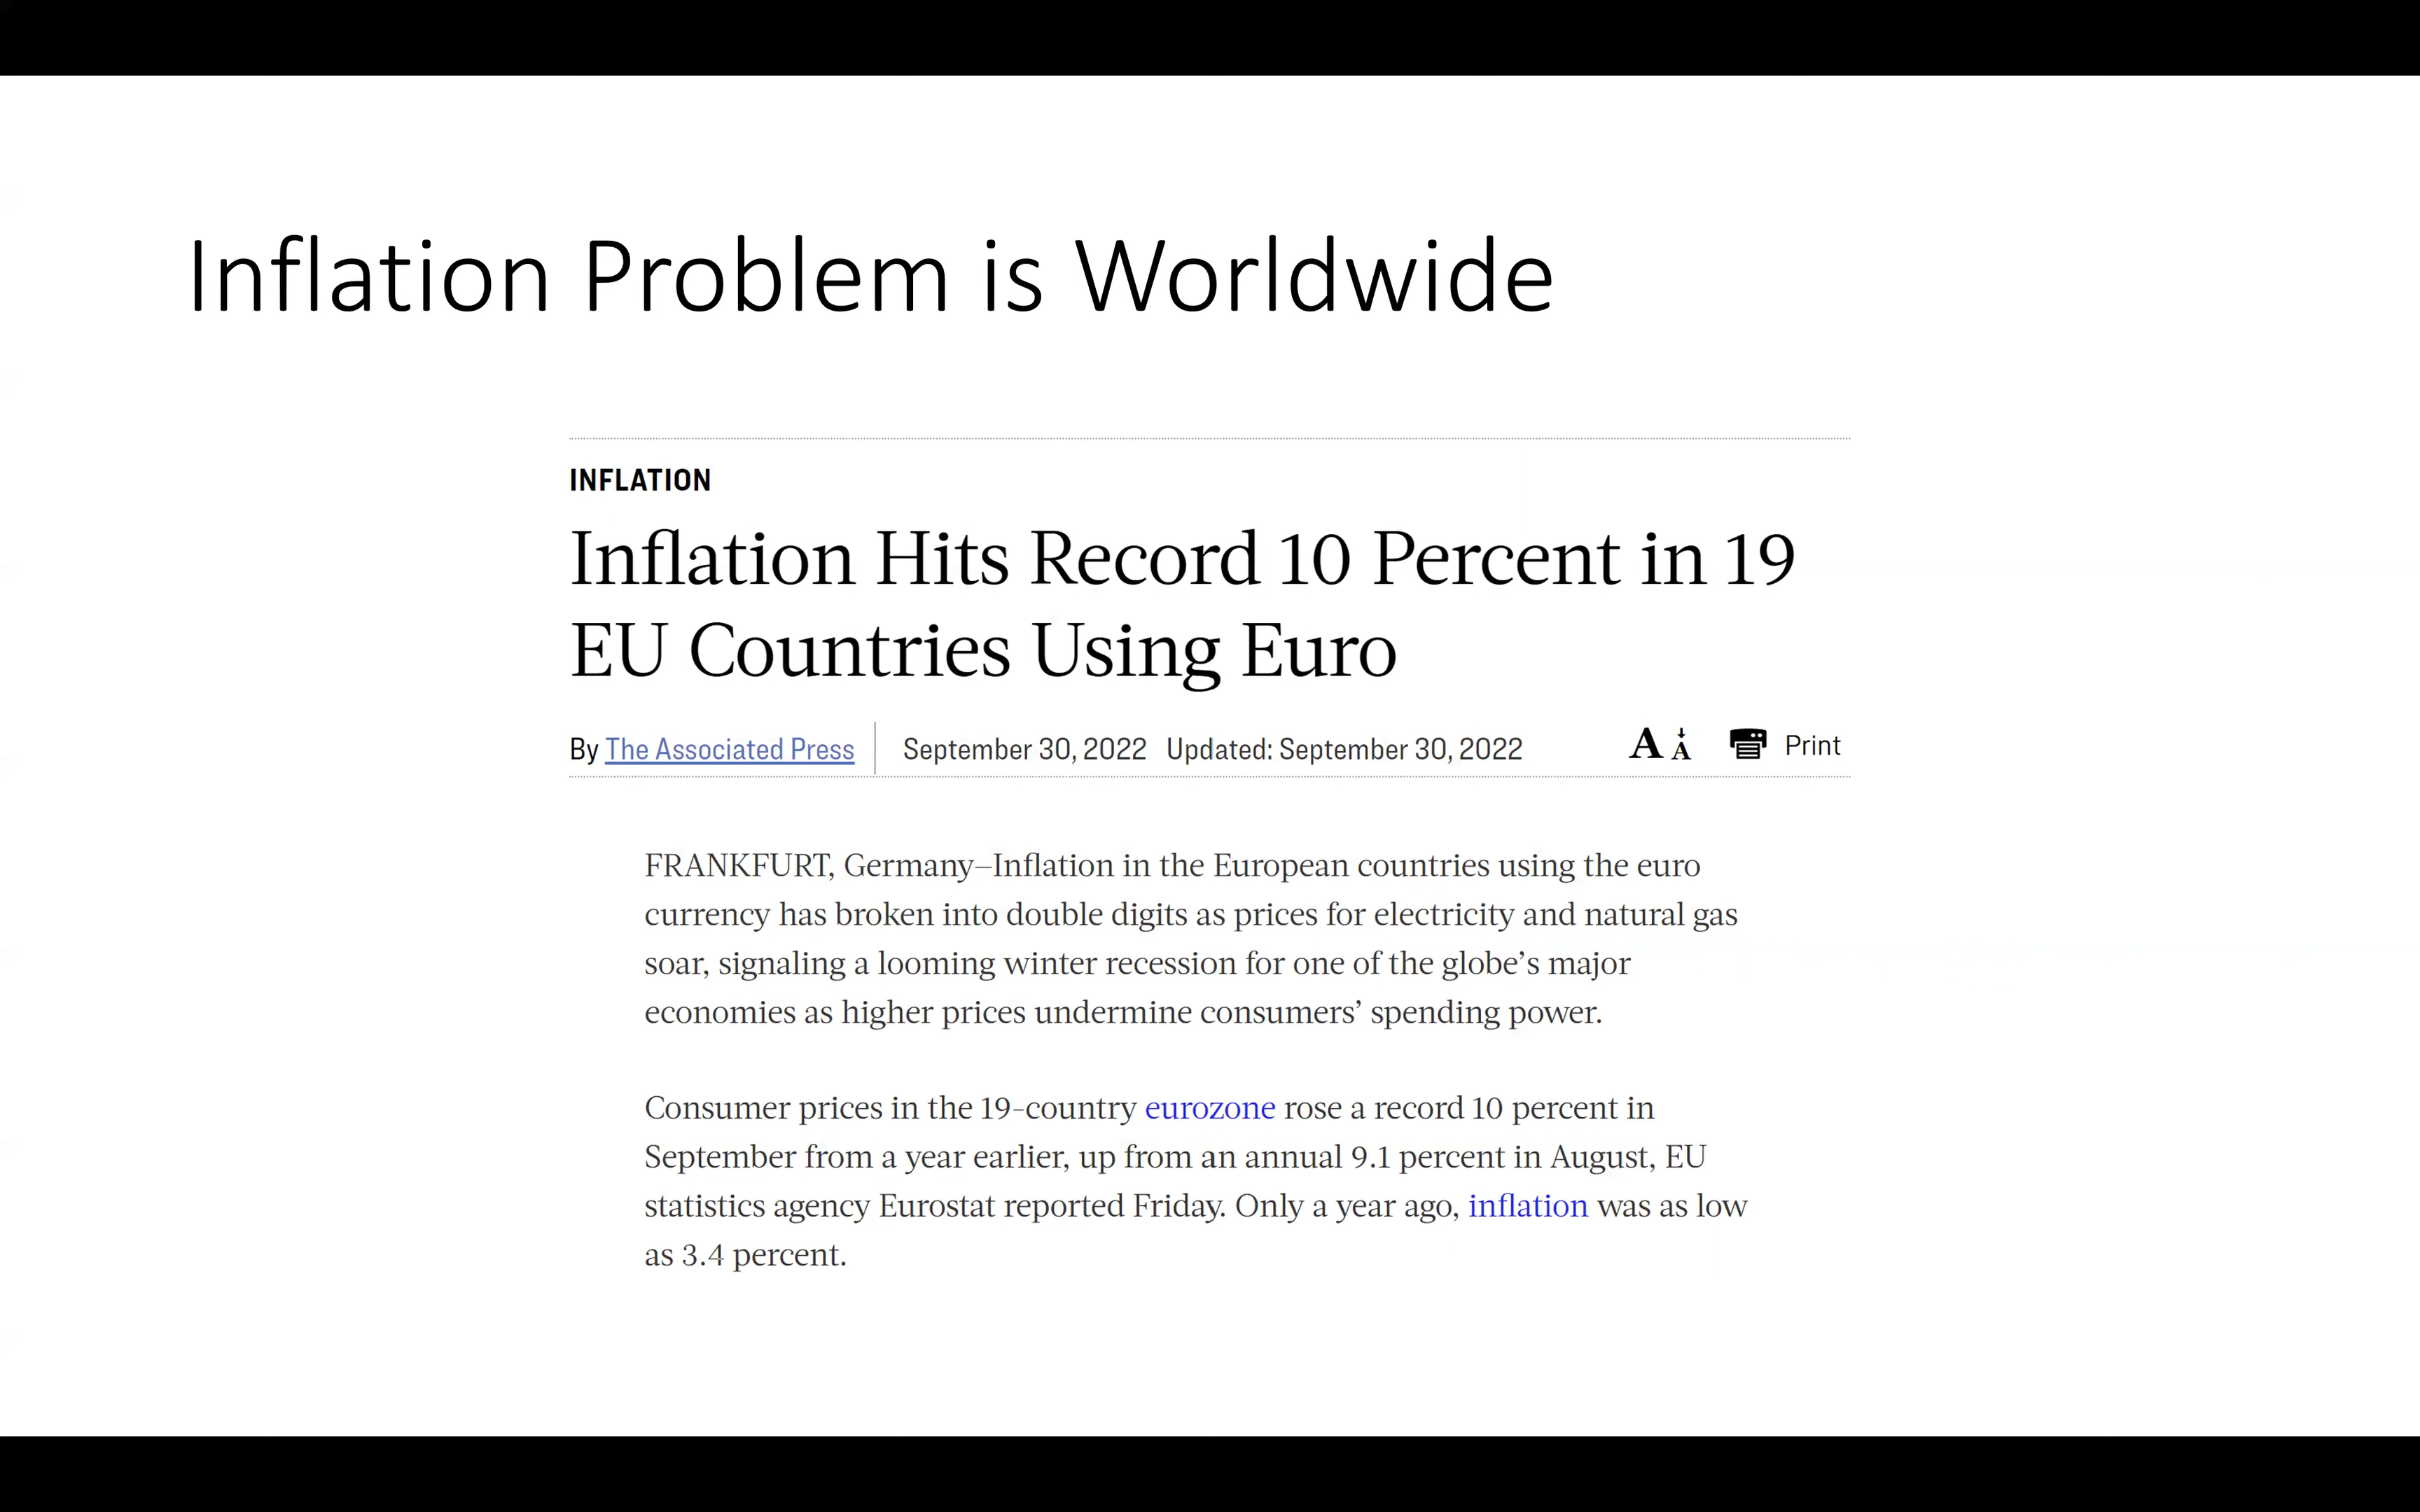 Inflation Problem is Worldwide
INFLATION
Inflation Hits Record 10 Percent in 19
EU Countries Using Euro
By The Associated Press September 30, 2022 Updated: September 30, 2022 A A Print
FRANKFURT, Germany–Inflation in the European countries using the euro
currency has broken into double digits as prices for electricity and natural gas
soar, signaling a looming winter recession for one of the globe’s major
economies as higher prices undermine consumers’ spending power.
Consumer prices in the 19-country eurozone rose a record 10 percent in
September from a year earlier, up from an annual 9.1 percent in August, EU
statistics agency Eurostat reported Friday. Only a year ago, inflation was as low
as 3.4 percent.